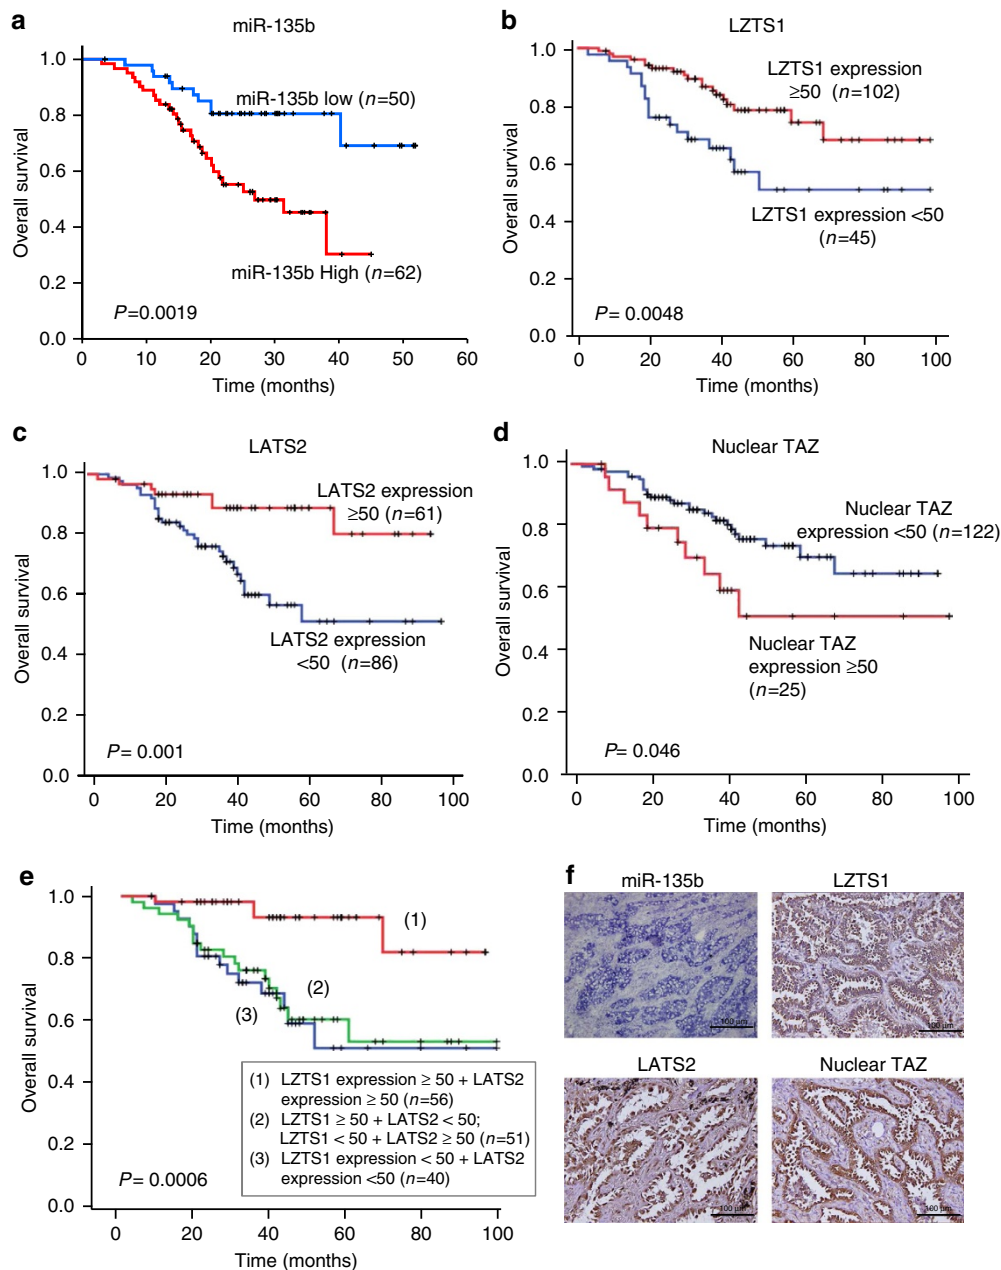 a
miR-135b
1.0
0.8
0.6
0.4
0.2
0.0
Overall survival
miR-135b low (n=50)
miR-135b High (n=62)
P=0.0019
0 10 20 30 40 50 60
Time (months)
b
LZTS1
1.0
0.8
0.6
0.4
0.2
0.0
Overall survival
LZTS1 expression
≥50 (n=102)
LZTS1 expression <50
(n=45)
P= 0.0048
0 20 40 60 80 100
Time (months)
c
LATS2
1.0
0.8
0.6
0.4
0.2
0.0
Overall survival
LATS2 expression
≥50 (n=61)
LATS2 expression
<50 (n=86)
P= 0.001
0 20 40 60 80 100
Time (months)
d
Nuclear TAZ
1.0
0.8
0.6
0.4
0.2
0.0
Overall survival
Nuclear TAZ
expression <50 (n=122)
Nuclear TAZ
expression ≥50
(n=25)
P= 0.046
0 20 40 60 80 100
Time (months)
e
1.0
0.8
0.6
0.4
0.2
0.0
Overall survival
(1)
(2)
(3)
(1) LZTS1 expression ≥ 50 + LATS2
expression ≥ 50 (n=56)
(2) LZTS1 ≥ 50 + LATS2 < 50;
LZTS1 < 50 + LATS2 ≥ 50 (n=51)
(3) LZTS1 expression < 50 + LATS2
expression <50 (n=40)
P= 0.0006
0 20 40 60 80 100
Time (months)
f
miR-135b
100 µm
LZTS1
100 µm
LATS2
100 µm
Nuclear TAZ
100 µm